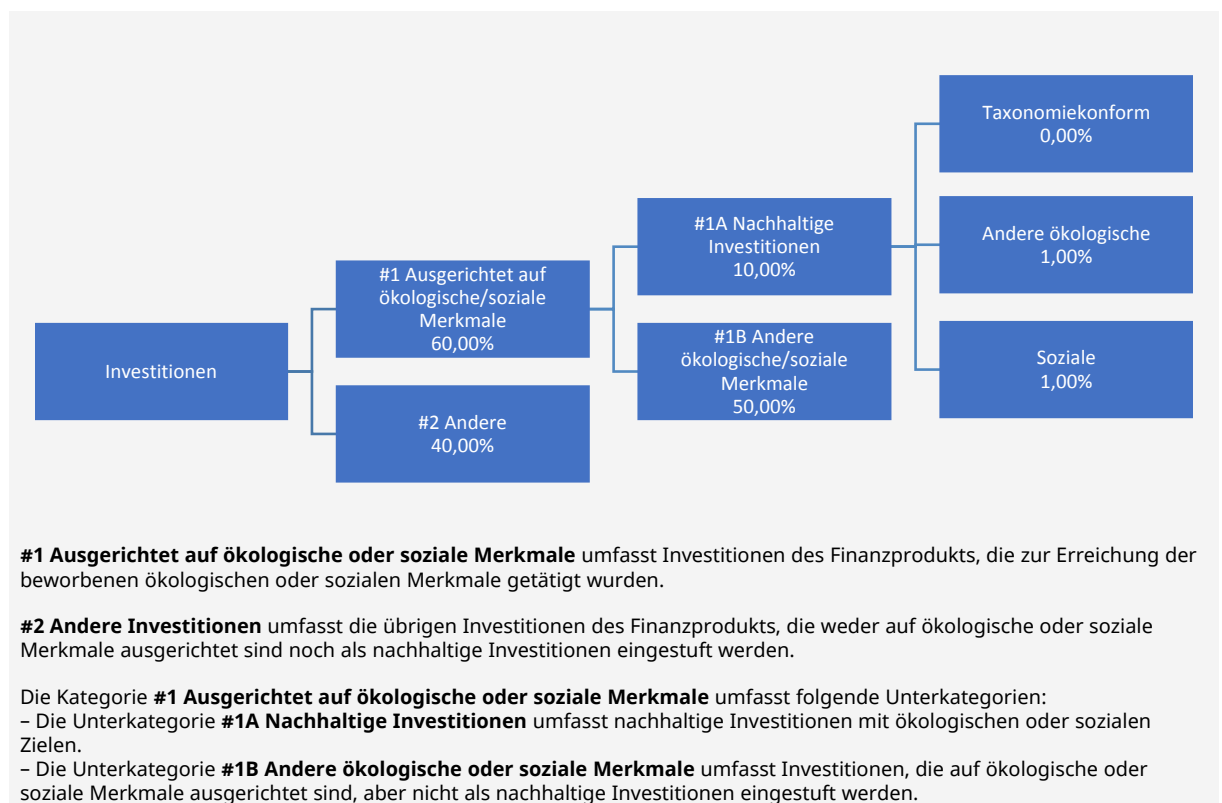 Investitionen
#1 Ausgerichtet auf
ökologische/soziale
Merkmale
60,00%
#2 Andere
40,00%
#1A Nachhaltige
Investitionen
10,00%
#1B Andere
ökologische/soziale
Merkmale
50,00%
Taxonomiekonform
0,00%
Andere ökologische
1,00%
Soziale
1,00%
#1 Ausgerichtet auf ökologische oder soziale Merkmale umfasst Investitionen des Finanzprodukts, die zur Erreichung der
beworbenen ökologischen oder sozialen Merkmale getätigt wurden.
#2 Andere Investitionen umfasst die übrigen Investitionen des Finanzprodukts, die weder auf ökologische oder soziale
Merkmale ausgerichtet sind noch als nachhaltige Investitionen eingestuft werden.
Die Kategorie #1 Ausgerichtet auf ökologische oder soziale Merkmale umfasst folgende Unterkategorien:
– Die Unterkategorie #1A Nachhaltige Investitionen umfasst nachhaltige Investitionen mit ökologischen oder sozialen
Zielen.
– Die Unterkategorie #1B Andere ökologische oder soziale Merkmale umfasst Investitionen, die auf ökologische oder
soziale Merkmale ausgerichtet sind, aber nicht als nachhaltige Investitionen eingestuft werden.